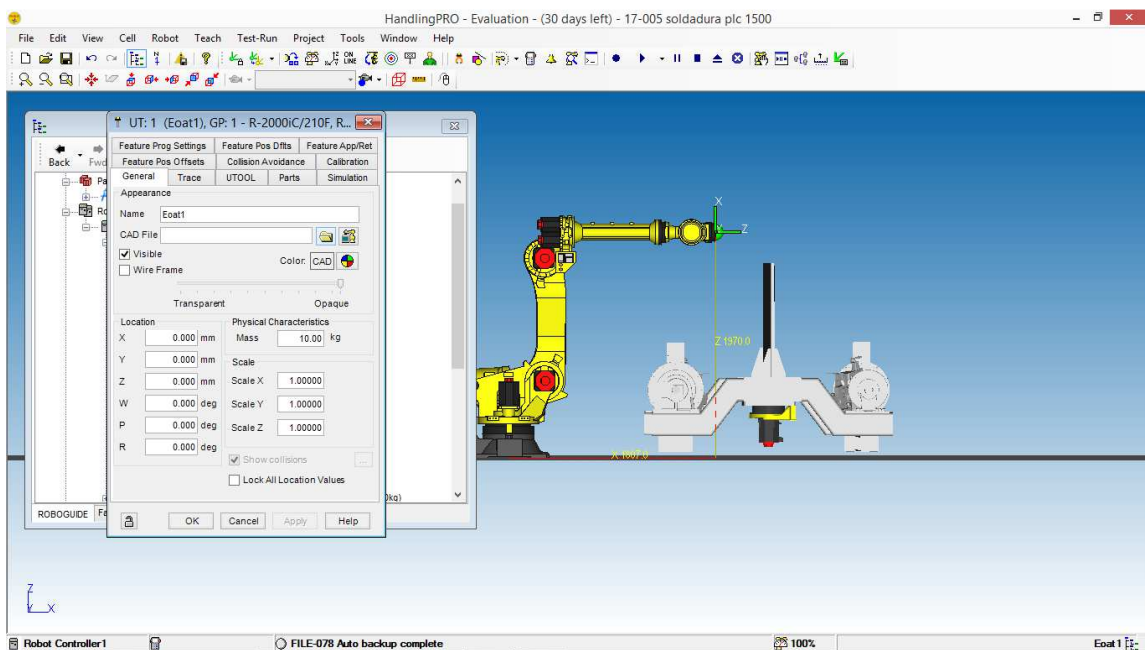 HandlingPRO - Evaluation - (30 days left) - 17-005 soldadura plc 1500
File Edit View Cell Robot Teach Test-Run Project Tools Window Help
ON
LINE
UT: 1 (Eoat1), GP: 1 - R-2000iC/210F, R...
Back Fwd
Feature Prog Settings Feature Pos Dflts Feature App/Ret
Feature Pos Offsets Collision Avoidance Calibration
General Trace UTOOL Parts Simulation
Appearance
Name Eoat1
CAD File
Visible
Color: CAD
Wire Frame
Transparent Opaque
Location Physical Characteristics
X 0.000 mm Mass 10.00 kg
Y 0.000 mm
Scale
Z 0.000 mm Scale X 1.00000
W 0.000 deg Scale Y 1.00000
P 0.000 deg Scale Z 1.00000
R 0.000 deg
Show collisions ...
Lock All Location Values
OK Cancel Apply Help
ROBOGUIDE
X
Z
Z 1970.0
X 1807.0
Z
Y X
Robot Controller1 FILE-078 Auto backup complete 100% Eoat1